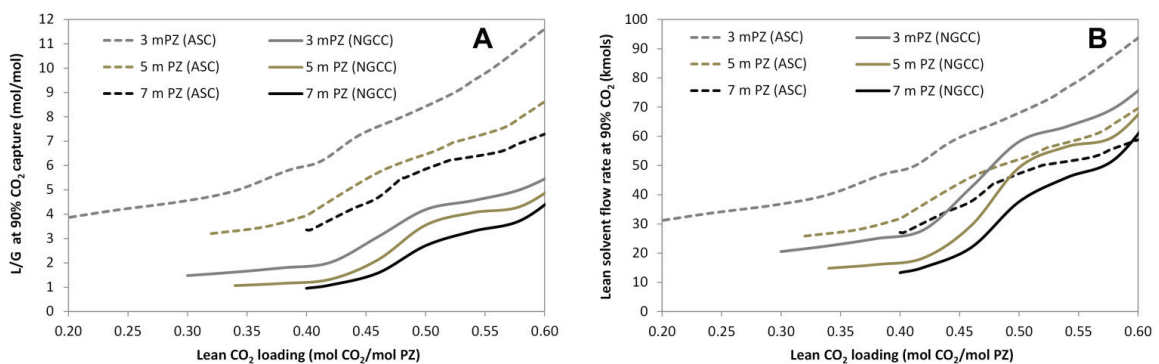 A
L/G at 90% CO2 capture (mol/mol)
12
11
10
9
8
7
6
5
4
3
2
1
0
3 mPZ (ASC)
3 mPZ (NGCC)
5 m PZ (ASC)
5 m PZ (NGCC)
7 m PZ (ASC)
7 m PZ (NGCC)
0.20 0.25 0.30 0.35 0.40 0.45 0.50 0.55 0.60
Lean CO2 loading (mol CO2/mol PZ)
B
Lean solvent flow rate at 90% CO2 (kmols)
100
90
80
70
60
50
40
30
20
10
0
3 mPZ (ASC)
3 mPZ (NGCC)
5 m PZ (ASC)
5 m PZ (NGCC)
7 m PZ (ASC)
7 m PZ (NGCC)
0.20 0.25 0.30 0.35 0.40 0.45 0.50 0.55 0.60
Lean CO2 loading (mol CO2/mol PZ)